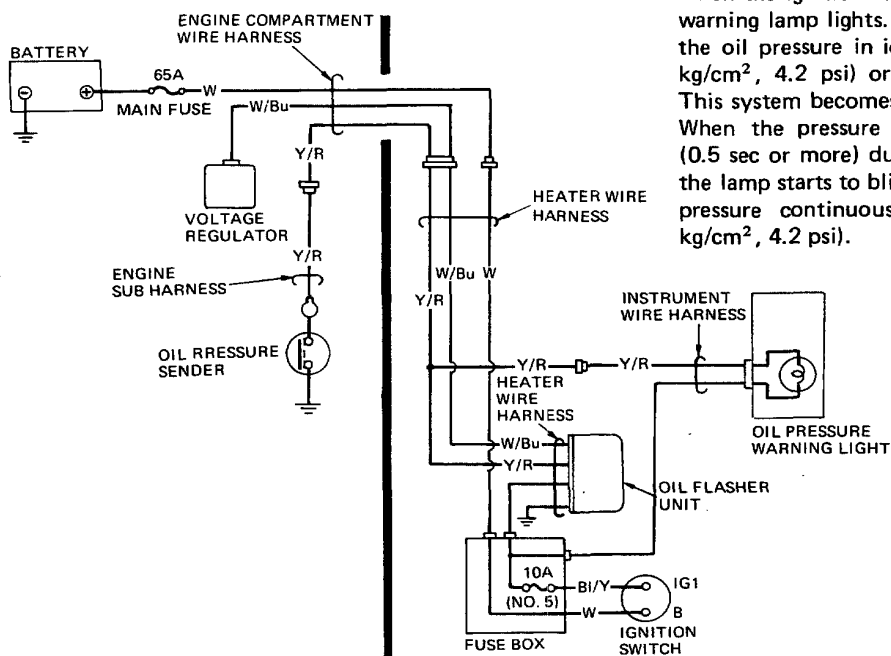 warning lamp lights.
the oil pressure in i
kg/cm², 4.2 psi) or
This system becomes
When the pressure
(0.5 sec or more) du
the lamp starts to bli
pressure continuous
kg/cm², 4.2 psi).
ENGINE COMPARTMENT
WIRE HARNESS
BATTERY
65A
W
MAIN FUSE
W/Bu
Y/R
VOLTAGE
REGULATOR
HEATER WIRE
HARNESS
Y/R
ENGINE
SUB HARNESS
W/Bu
W
Y/R
OIL RRESSURE
SENDER
INSTRUMENT
WIRE HARNESS
Y/R
Y/R
HEATER
WIRE
HARNESS
OIL PRESSURE
WARNING LIGHT
W/Bu
Y/R
OIL FLASHER
UNIT
10A
(NO. 5)
Bl/Y
IG1
W
B
FUSE BOX
IGNITION
SWITCH